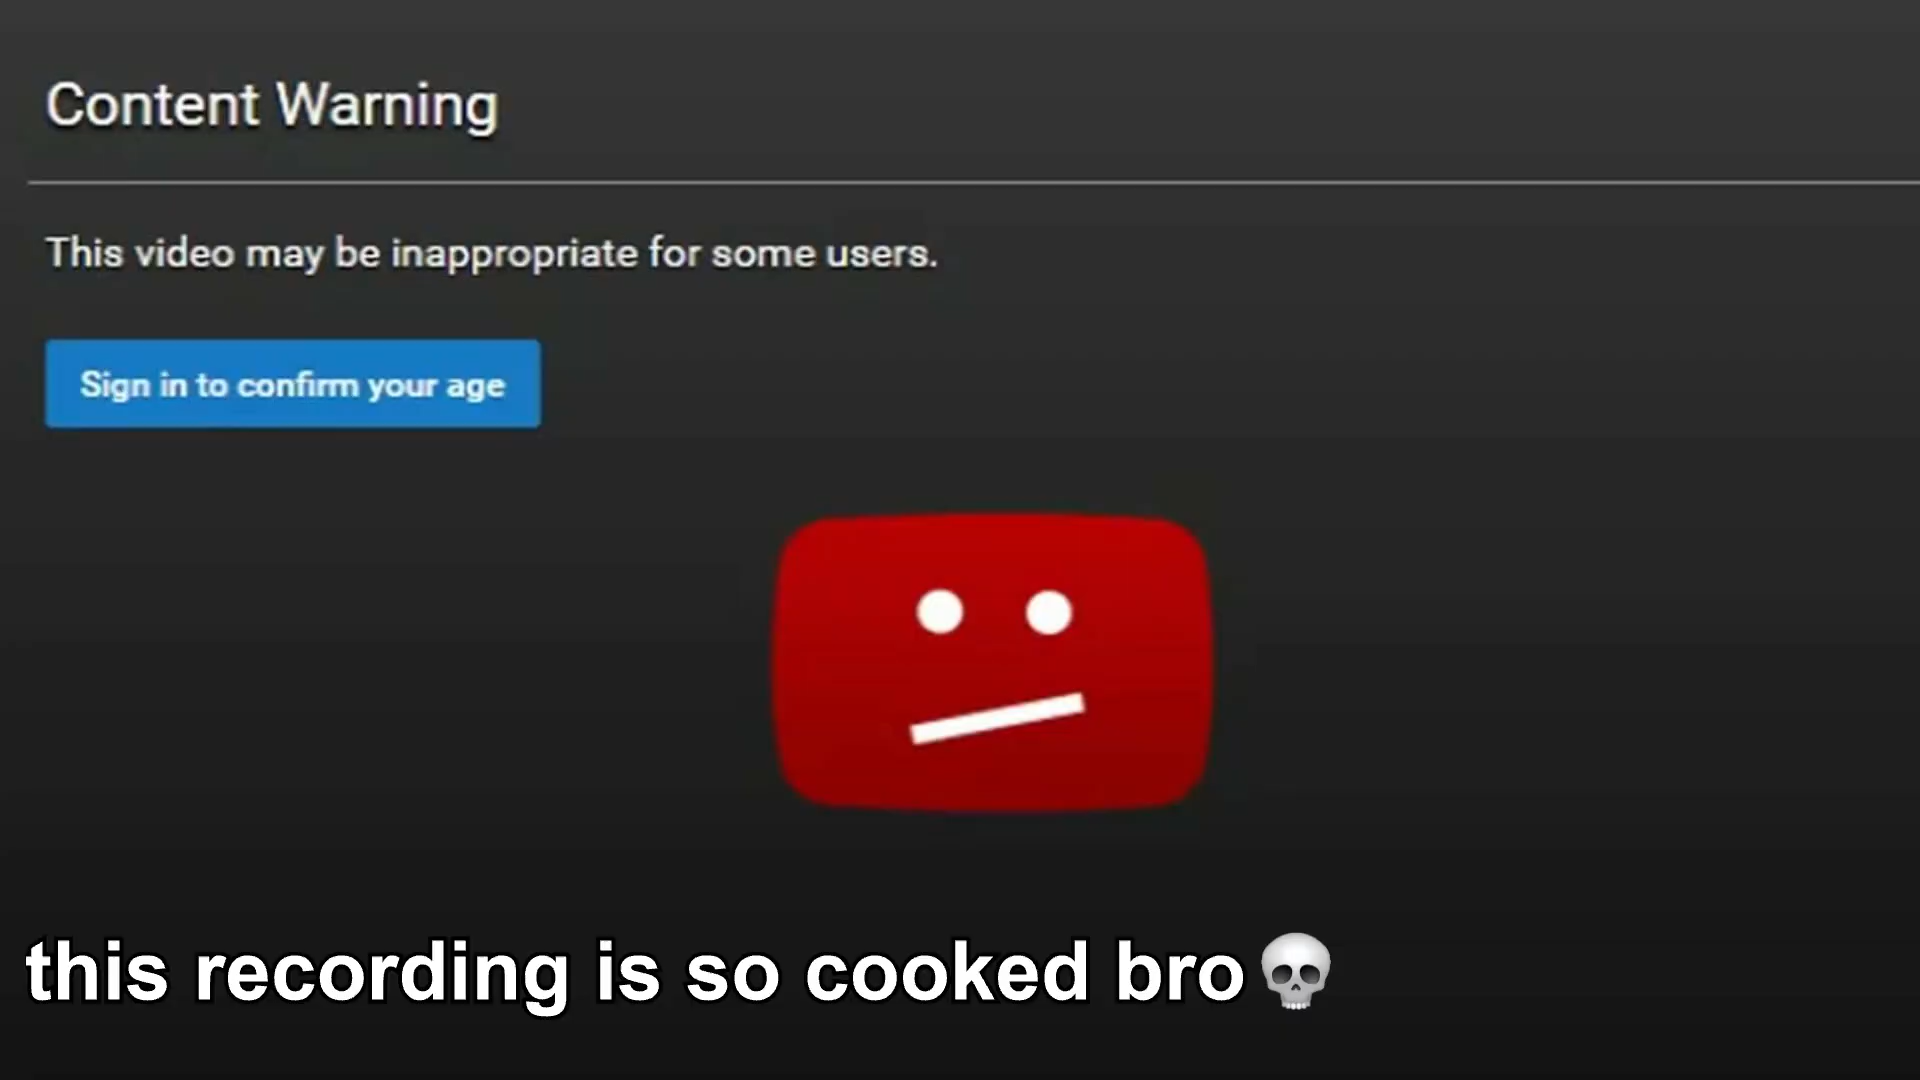 Content Warning
This video may be inappropriate for some users.
Sign in to confirm your age
this recording is so cooked bro💀